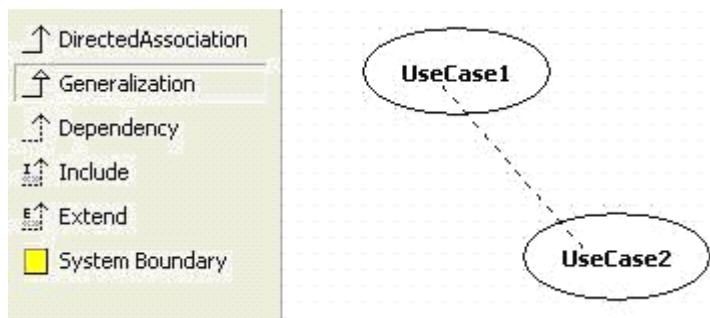 DirectedAssociation
Generalization
Dependency
Include
Extend
System Boundary
UseCase1
UseCase2